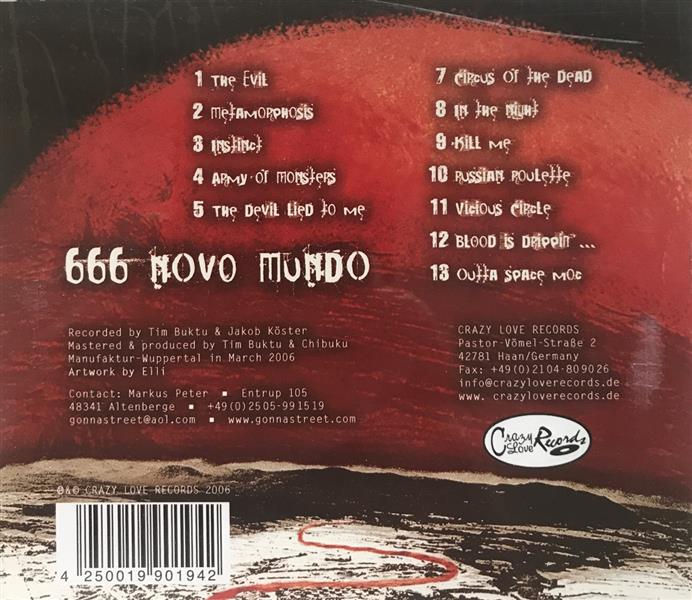 1 The Evil
2 Metamorphosis
3 Instinct
4 Army of Monsters
5 The Devil Lied to Me
666 Novo Mundo
7 Circus of the Dead
8 In the Night
9 Kill Me
10 Russian Roulette
11 Vicious Circle
12 Blood is Drippin' ...
13 Outta Space Moc
Recorded by Tim Buktu & Jakob Köster
Mastered & produced by Tim Buktu & Chibuku
Manufaktur-Wuppertal in March 2006
Artwork by Elli
Contact: Markus Peter ▪ Entrup 105
48341 Altenberge ▪ +49(0)2505-991519
gonnastreet@aol.com ▪ www.gonnastreet.com
CRAZY LOVE RECORDS
Pastor-Vömel-Straße 2
42781 Haan/Germany
Fax: +49(0)2104-809026
info@crazyloverecords.de
www. crazyloverecords.de
Crazy Love Records
℗&© CRAZY LOVE RECORDS 2006
4 250019 901942